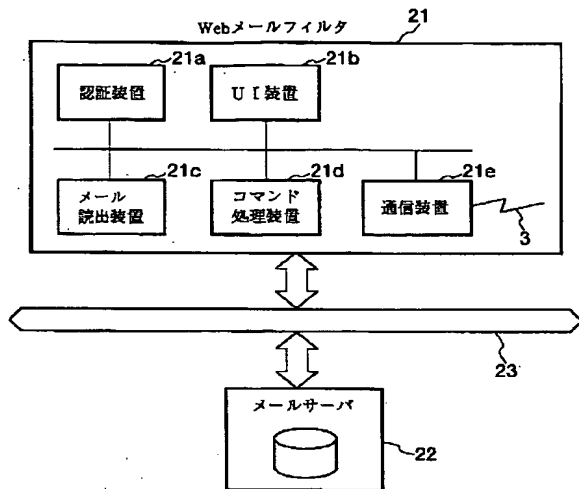 Webメールフィルタ
21
21a
21b
認証装置
UI装置
21c
21d
21e
メール
読出装置
コマンド
処理装置
通信装置
3
23
メールサーバ
22